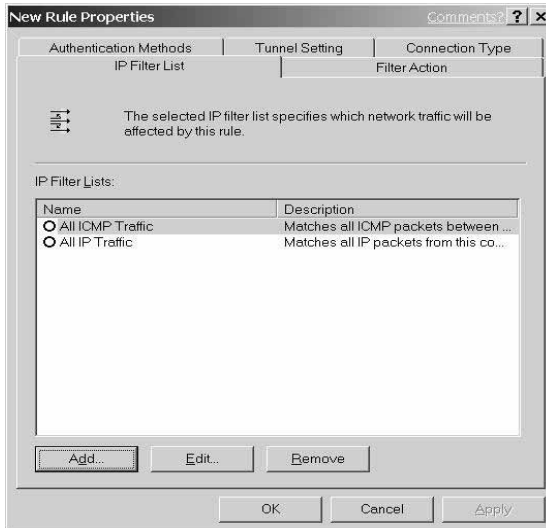 New Rule Properties Comments? ? ×
Authentication Methods Tunnel Setting Connection Type
IP Filter List Filter Action
The selected IP filter list specifies which network traffic will be
affected by this rule.
IP Filter Lists:
Name Description
All ICMP Traffic Matches all ICMP packets between ...
All IP Traffic Matches all IP packets from this co...
Add... Edit... Remove
OK Cancel Apply